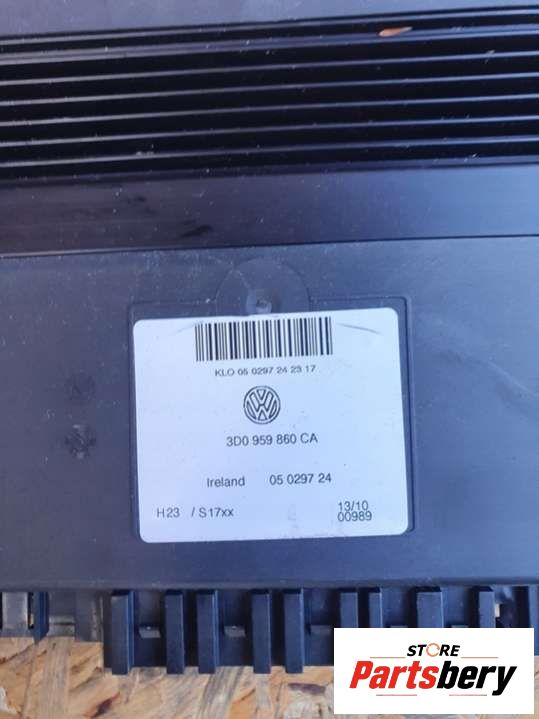 KLO 05 0297 24 23 17
3D0 959 860 CA
Ireland 05 0297 24
H23 / S17xx
13/10
00989
STORE
Partsbery